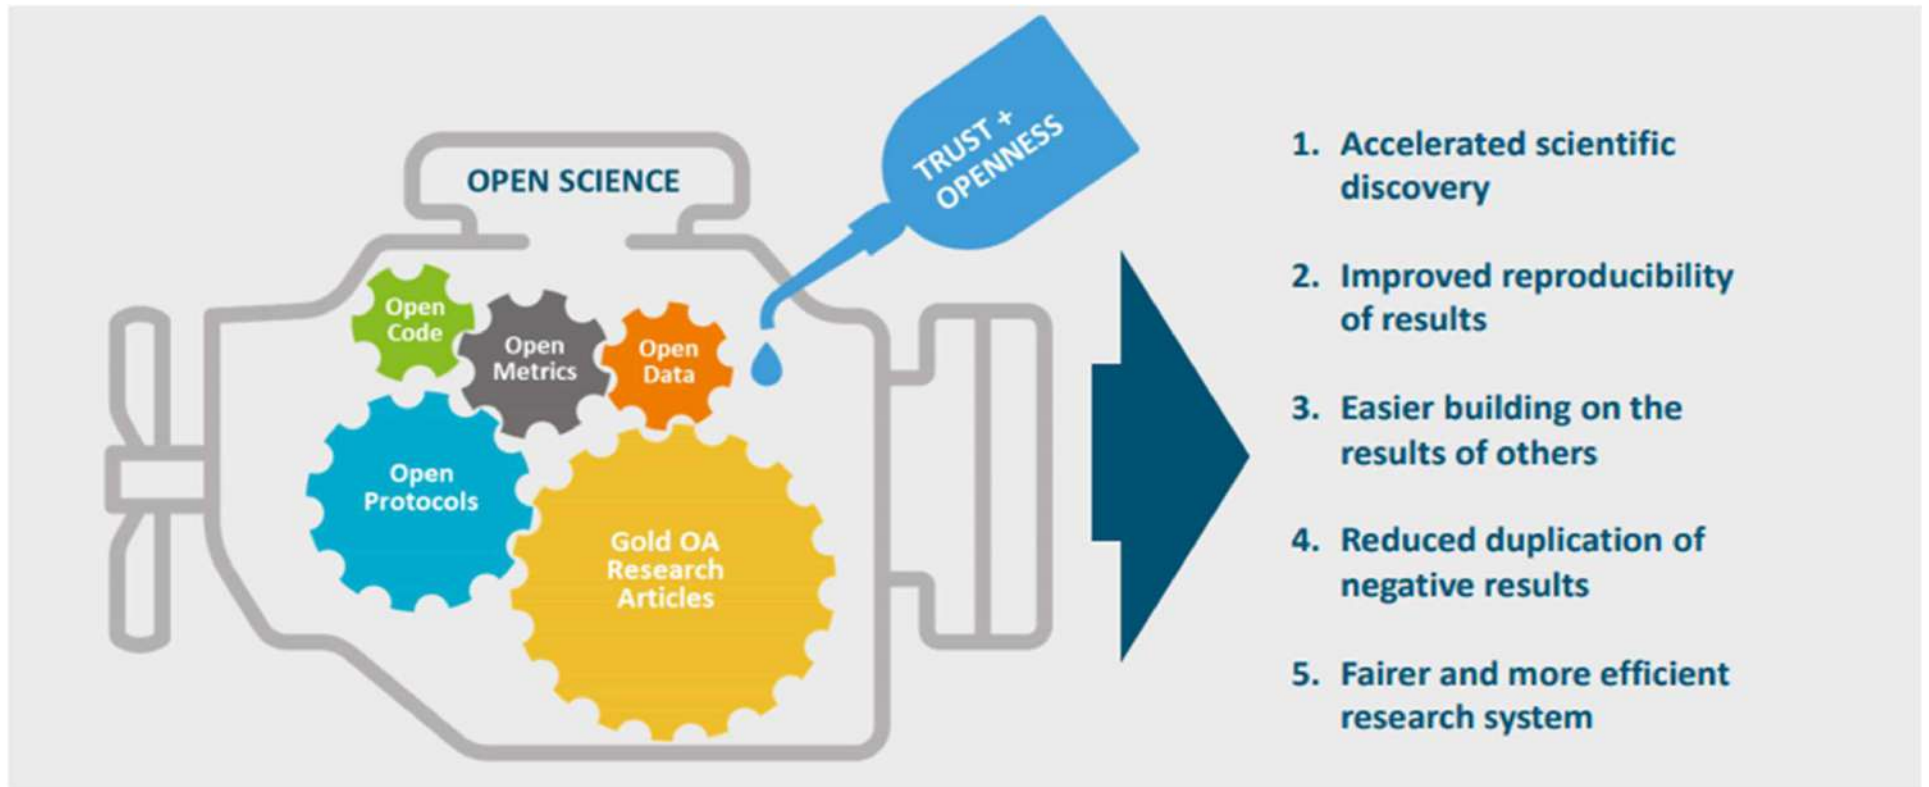 OPEN SCIENCE
TRUST +
OPENNESS
Open
Code
Open
Metrics
Open
Data
Open
Protocols
Gold OA
Research
Articles
1. Accelerated scientific
discovery
2. Improved reproducibility
of results
3. Easier building on the
results of others
4. Reduced duplication of
negative results
5. Fairer and more efficient
research system